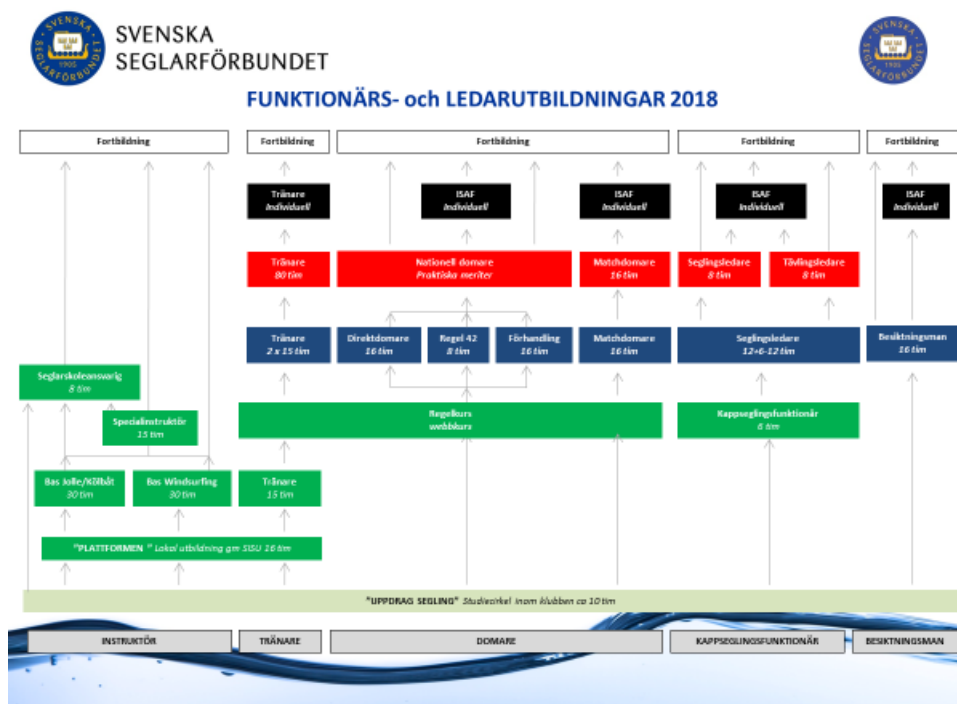 SVENSKA
SEGLARFÖRBUNDET
FUNKTIONÄRS- och LEDARUTBILDNINGAR 2018
Fortbildning
Fortbildning
Fortbildning
Fortbildning
Fortbildning
Tränare
Individuell
ISAF
Individuell
ISAF
Individuell
ISAF
Individuell
ISAF
Individuell
Tränare
80 tim
Nationell domare
Praktiska meriter
Matchdomare
16 tim
Seglingsledare
8 tim
Tävlingsledare
8 tim
Tränare
2 x 15 tim
Direktdomare
16 tim
Regel 42
8 tim
Förhandling
16 tim
Matchdomare
16 tim
Seglingsledare
12+6-12 tim
Besiktningsman
16 tim
Seglarskoleansvarig
8 tim
Specialinstruktör
15 tim
Regelkurs
webbkurs
Kappseglingsfunktionär
6 tim
Bas Jolle/Kölbåt
30 tim
Bas Windsurfing
30 tim
Tränare
15 tim
"PLATTFORMEN " Lokal utbildning gm SISU 16 tim
"UPPDRAG SEGLING" Studiecirkel inom klubben ca 10 tim
INSTRUKTÖR
TRÄNARE
DOMARE
KAPPSEGLINGSFUNKTIONÄR
BESIKTNINGSMAN